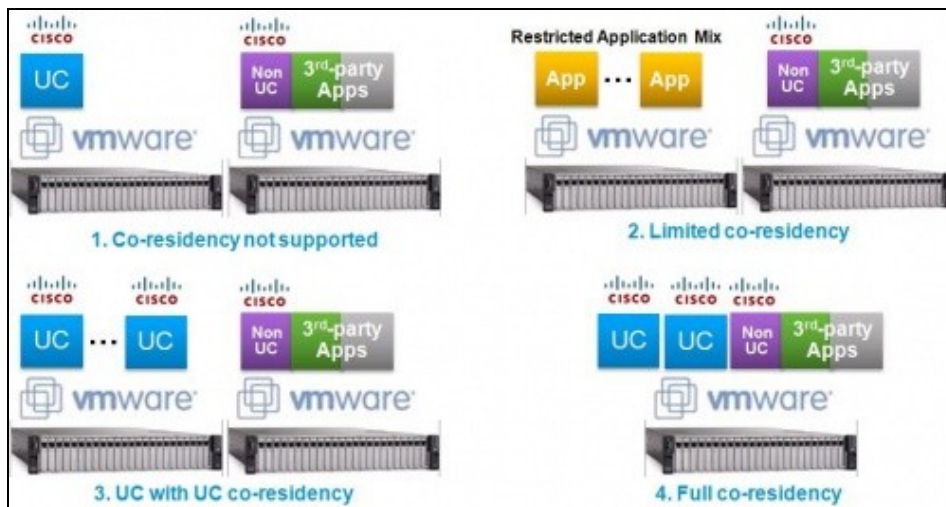 CISCO
UC
vmware
CISCO
Non UC
3rd-party Apps
vmware
1. Co-residency not supported
Restricted Application Mix
App ... App
vmware
CISCO
Non UC
3rd-party Apps
vmware
2. Limited co-residency
CISCO
CISCO
UC ... UC
vmware
CISCO
Non UC
3rd-party Apps
vmware
3. UC with UC co-residency
CISCO
CISCO
CISCO
UC
UC
Non UC
3rd-party Apps
vmware
4. Full co-residency